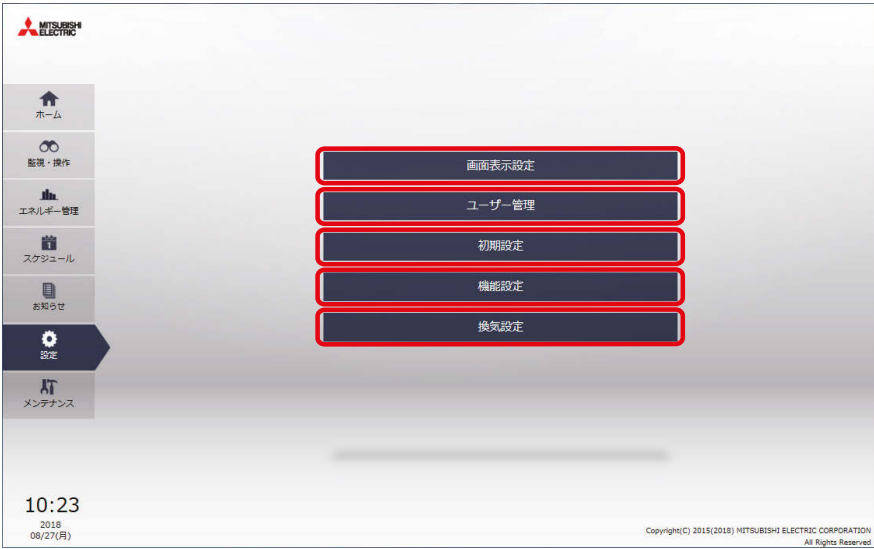 MITSUBISHI
ELECTRIC
ホーム
監視・操作
エネルギー管理
1
スケジュール
お知らせ
設定
メンテナンス
画面表示設定
ユーザー管理
初期設定
機能設定
換気設定
10:23
2018
08/27(月)
Copyright(C) 2015(2018) MITSUBISHI ELECTRIC CORPORATION
All Rights Reserved